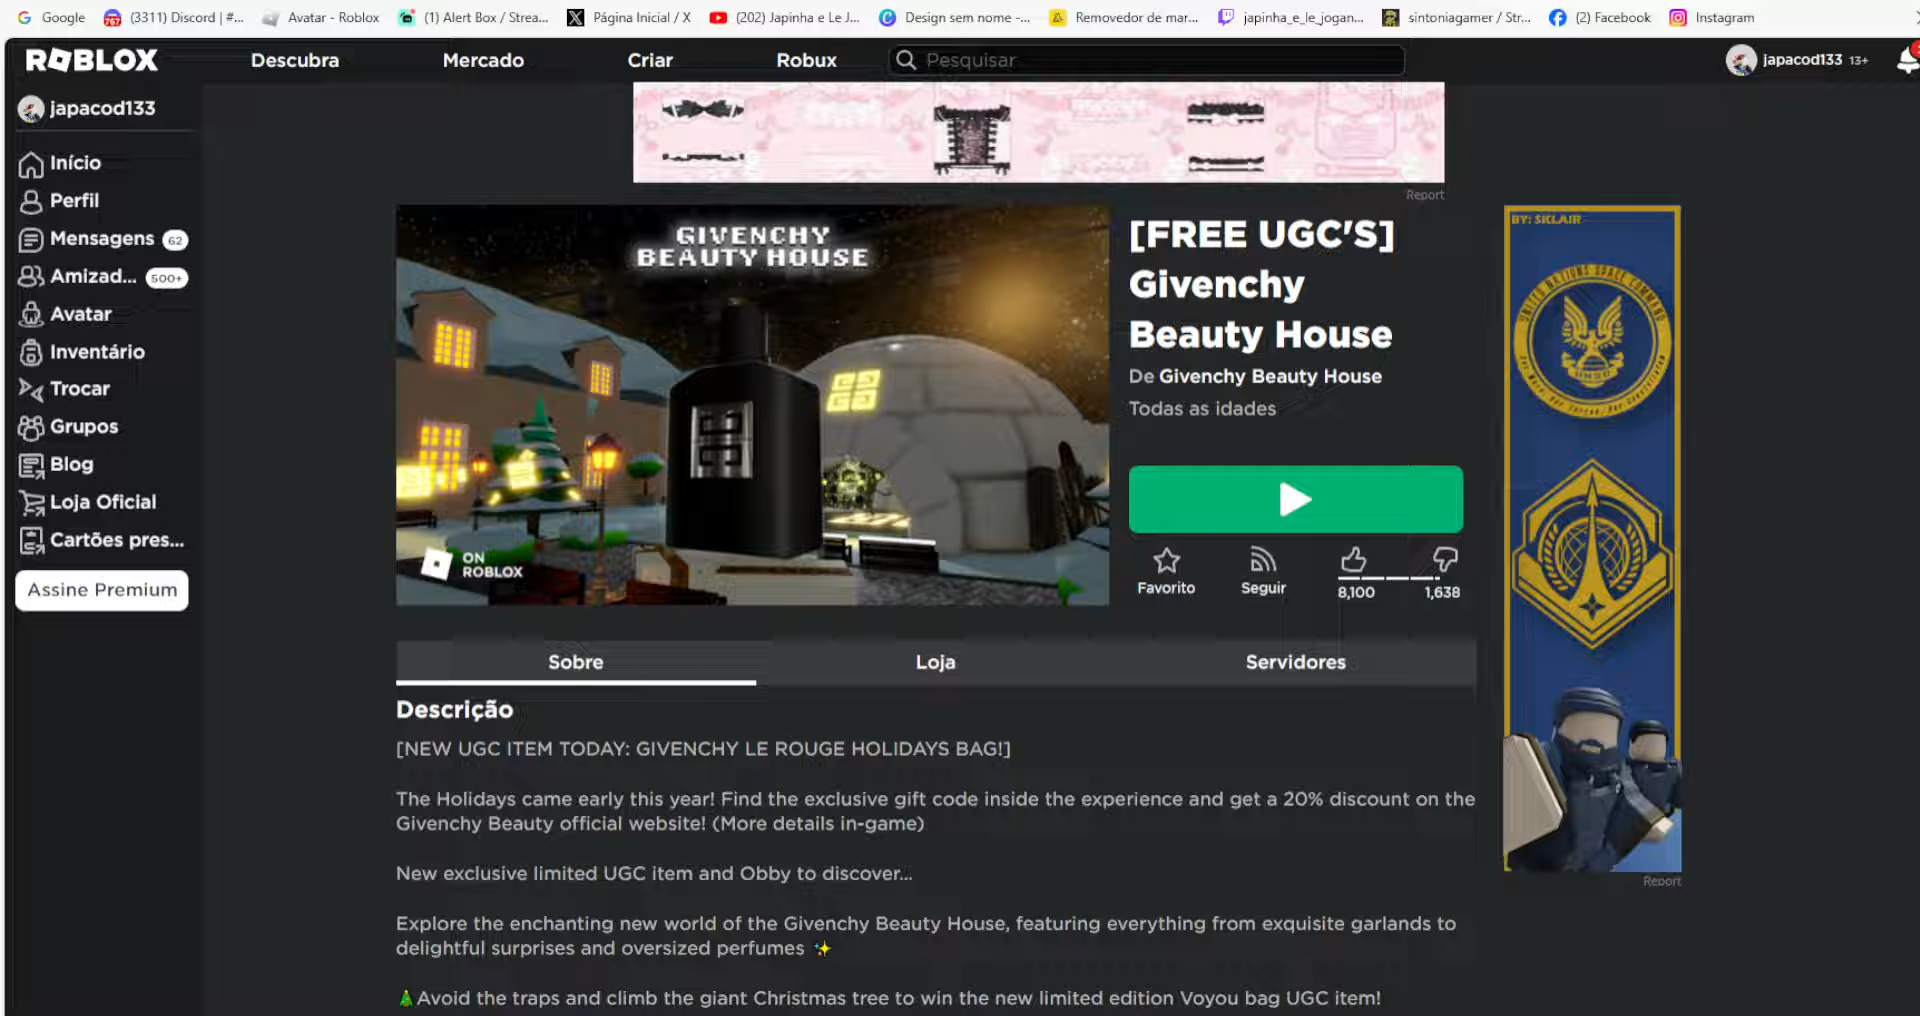 Google
(3311) Discord | #...
Avatar - Roblox
(1) Alert Box / Strea...
Página Inicial / X
(202) Japinha e Le J...
Design sem nome -...
Removedor de mar...
japinha_e_le_jogan...
sintoniagamer / Str...
(2) Facebook
Instagram
ROBLOX
Descubra
Mercado
Criar
Robux
Pesquisar
japacod133 13+
japacod133
Início
Perfil
Mensagens 62
Amizad... 500+
Avatar
Inventário
Trocar
Grupos
Blog
Loja Oficial
Cartões pres...
Assine Premium
Report
GIVENCHY
BEAUTY HOUSE
ON
ROBLOX
[FREE UGC'S]
Givenchy
Beauty House
De Givenchy Beauty House
Todas as idades
Favorito
Seguir
8,100
1,638
BY: SKLAIR
UNITED NATIONS SPACE COMMAND
Report
Sobre
Loja
Servidores
Descrição
[NEW UGC ITEM TODAY: GIVENCHY LE ROUGE HOLIDAYS BAG!]
The Holidays came early this year! Find the exclusive gift code inside the experience and get a 20% discount on the
Givenchy Beauty official website! (More details in-game)
New exclusive limited UGC item and Obby to discover...
Explore the enchanting new world of the Givenchy Beauty House, featuring everything from exquisite garlands to
delightful surprises and oversized perfumes ✨
🎄Avoid the traps and climb the giant Christmas tree to win the new limited edition Voyou bag UGC item!